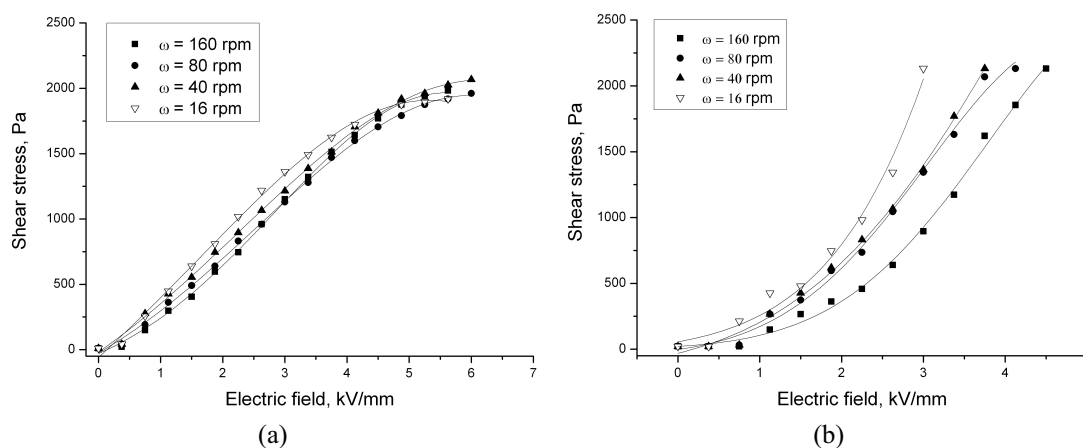 2500
2000
1500
1000
500
0
Shear stress, Pa
ω = 160 rpm
ω = 80 rpm
ω = 40 rpm
ω = 16 rpm
0 1 2 3 4 5 6 7
Electric field, kV/mm
(a)
2500
2000
1500
1000
500
0
Shear stress, Pa
ω = 160 rpm
ω = 80 rpm
ω = 40 rpm
ω = 16 rpm
0 1 2 3 4
Electric field, kV/mm
(b)